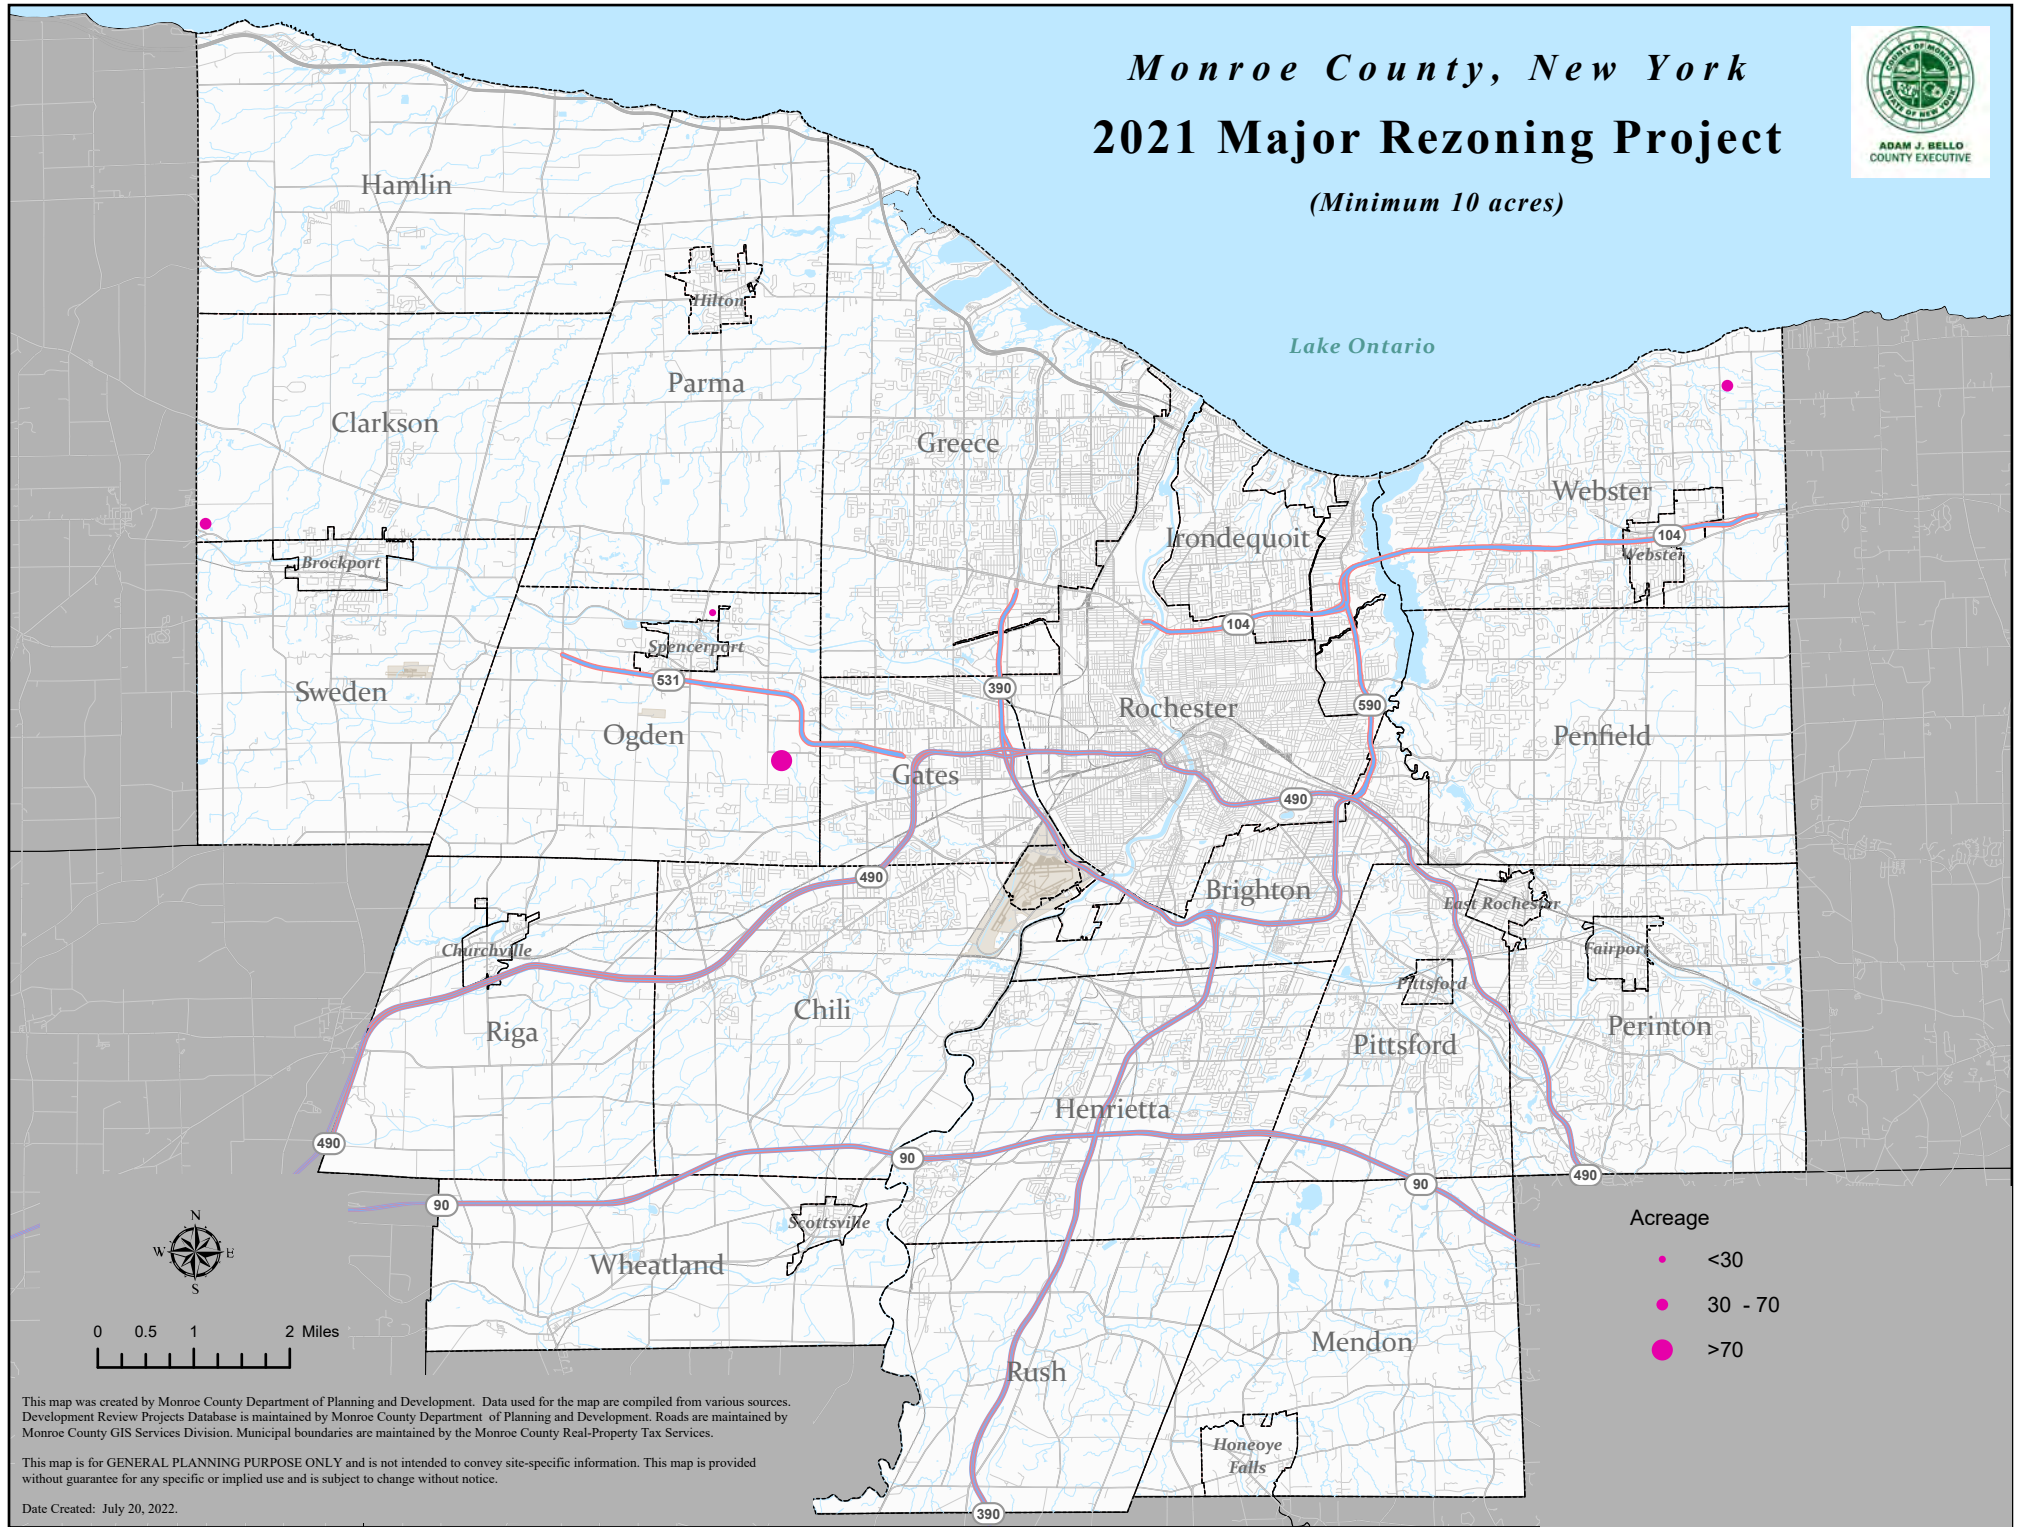 Monroe County, New York
2021 Major Rezoning Project
(Minimum 10 acres)
COUNTY OF MONROE
STATE OF NEW YORK
ADAM J. BELLO
COUNTY EXECUTIVE
Hamlin
Hilton
Lake Ontario
Parma
Clarkson
Greece
Webster
Irondequoit
104
Webster
Brockport
104
Spencerport
531
390
Sweden
590
Rochester
Ogden
Penfield
Gates
490
490
Brighton
East Rochester
Churchville
Fairport
Pittsford
Chili
Riga
Perinton
Pittsford
Henrietta
490
90
490
90
90
Scottsville
Wheatland
Mendon
Rush
Honeoye
Falls
390
N
W E
S
0 0.5 1 2 Miles
Acreage
<30
30 - 70
>70
This map was created by Monroe County Department of Planning and Development. Data used for the map are compiled from various sources.
Development Review Projects Database is maintained by Monroe County Department of Planning and Development. Roads are maintained by
Monroe County GIS Services Division. Municipal boundaries are maintained by the Monroe County Real-Property Tax Services.
This map is for GENERAL PLANNING PURPOSE ONLY and is not intended to convey site-specific information. This map is provided
without guarantee for any specific or implied use and is subject to change without notice.
Date Created: July 20, 2022.